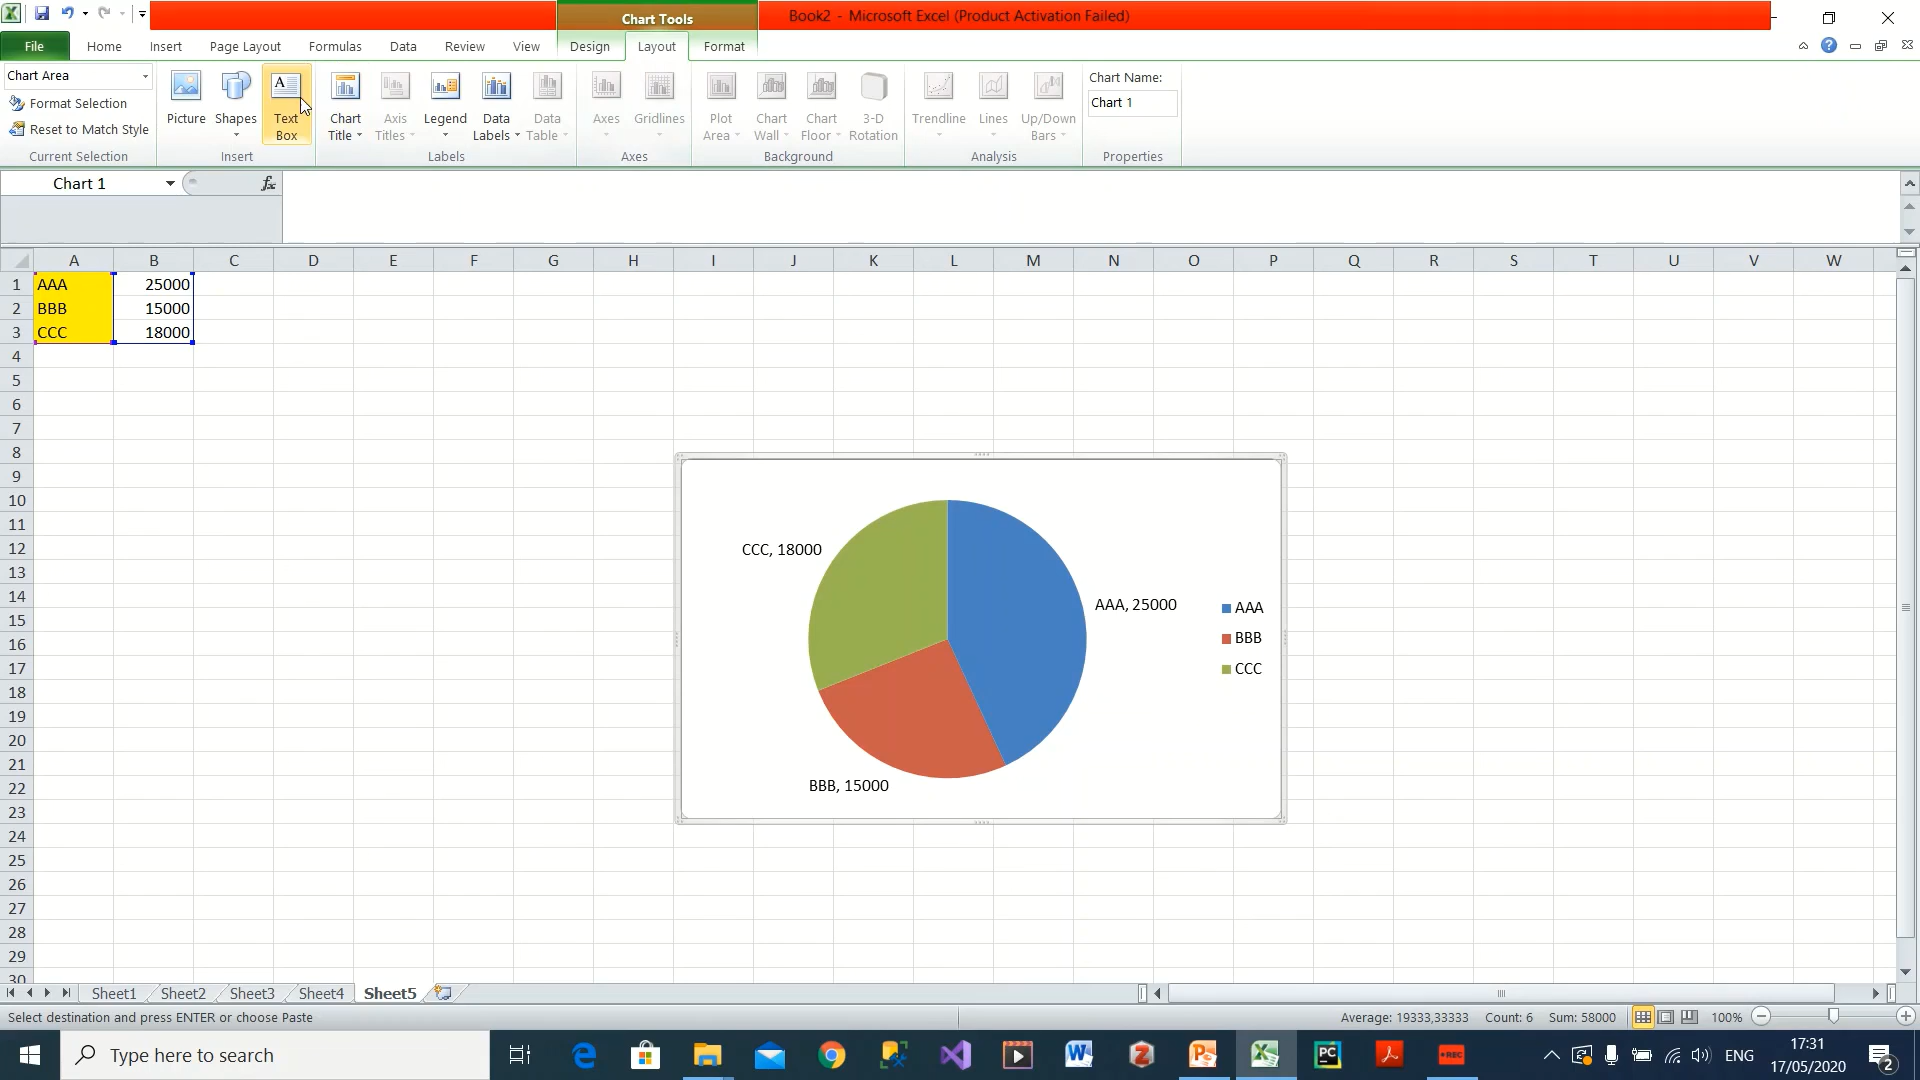 Chart Tools
Book2 - Microsoft Excel (Product Activation Failed)
File Home Insert Page Layout Formulas Data Review View Design Layout Format
Chart Area
Format Selection
Reset to Match Style
Current Selection
Picture Shapes Text Box
Insert
Chart Title Axis Titles Legend Data Labels Data Table
Labels
Axes Gridlines
Axes
Plot Area Chart Wall Chart Floor 3-D Rotation
Background
Trendline Lines Up/Down Bars
Analysis
Chart Name:
Chart 1
Properties
Chart 1 fx
A B C D E F G H I J K L M N O P Q R S T U V W
1 AAA 25000
2 BBB 15000
3 CCC 18000
4
5
6
7
8
9
10
11
12
13
14
15
16
17
18
19
20
21
22
23
24
25
26
27
28
29
30
CCC, 18000
AAA, 25000
BBB, 15000
AAA
BBB
CCC
Sheet1 Sheet2 Sheet3 Sheet4 Sheet5
Select destination and press ENTER or choose Paste
Average: 19333,33333 Count: 6 Sum: 58000 100%
Type here to search
PC
REC
ENG
17:31
17/05/2020
2